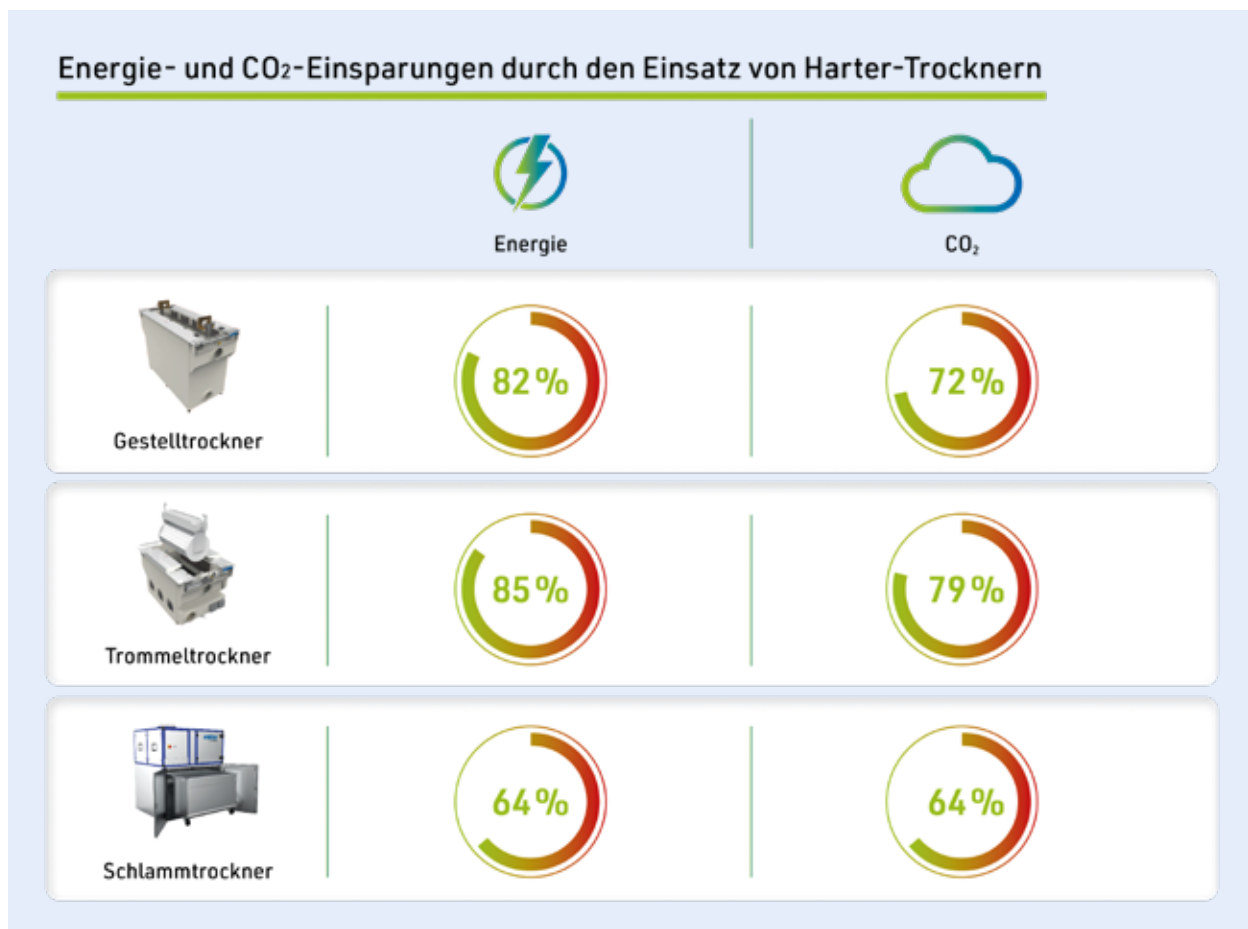 Energie- und CO₂-Einsparungen durch den Einsatz von Harter-Trocknern
Energie
CO₂
82%
72%
Gestelltrockner
85%
79%
Trommeltrockner
64%
64%
Schlammtrockner